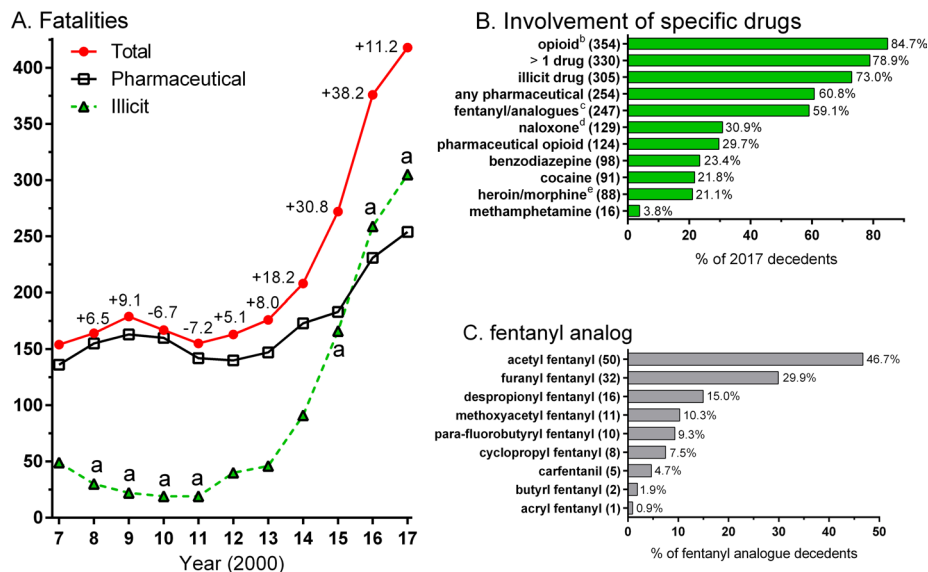 A. Fatalities
Total
Pharmaceutical
Illicit
400
350
300
250
200
150
100
50
0
+6.5
+9.1
-6.7
-7.2
+5.1
+8.0
+18.2
+30.8
+38.2
+11.2
a
a
a
a
a
a
a
7 8 9 10 11 12 13 14 15 16 17
Year (2000)
B. Involvement of specific drugs
opioidᵇ (354) 84.7%
> 1 drug (330) 78.9%
illicit drug (305) 73.0%
any pharmaceutical (254) 60.8%
fentanyl/analoguesᶜ (247) 59.1%
naloxoneᵈ (129) 30.9%
pharmaceutical opioid (124) 29.7%
benzodiazepine (98) 23.4%
cocaine (91) 21.8%
heroin/morphineᵉ (88) 21.1%
methamphetamine (16) 3.8%
0 20 40 60 80
% of 2017 decedents
C. fentanyl analog
acetyl fentanyl (50) 46.7%
furanyl fentanyl (32) 29.9%
despropionyl fentanyl (16) 15.0%
methoxyacetyl fentanyl (11) 10.3%
para-fluorobutyryl fentanyl (10) 9.3%
cyclopropyl fentanyl (8) 7.5%
carfentanil (5) 4.7%
butyrl fentanyl (2) 1.9%
acryl fentanyl (1) 0.9%
0 10 20 30 40 50
% of fentanyl analogue decedents